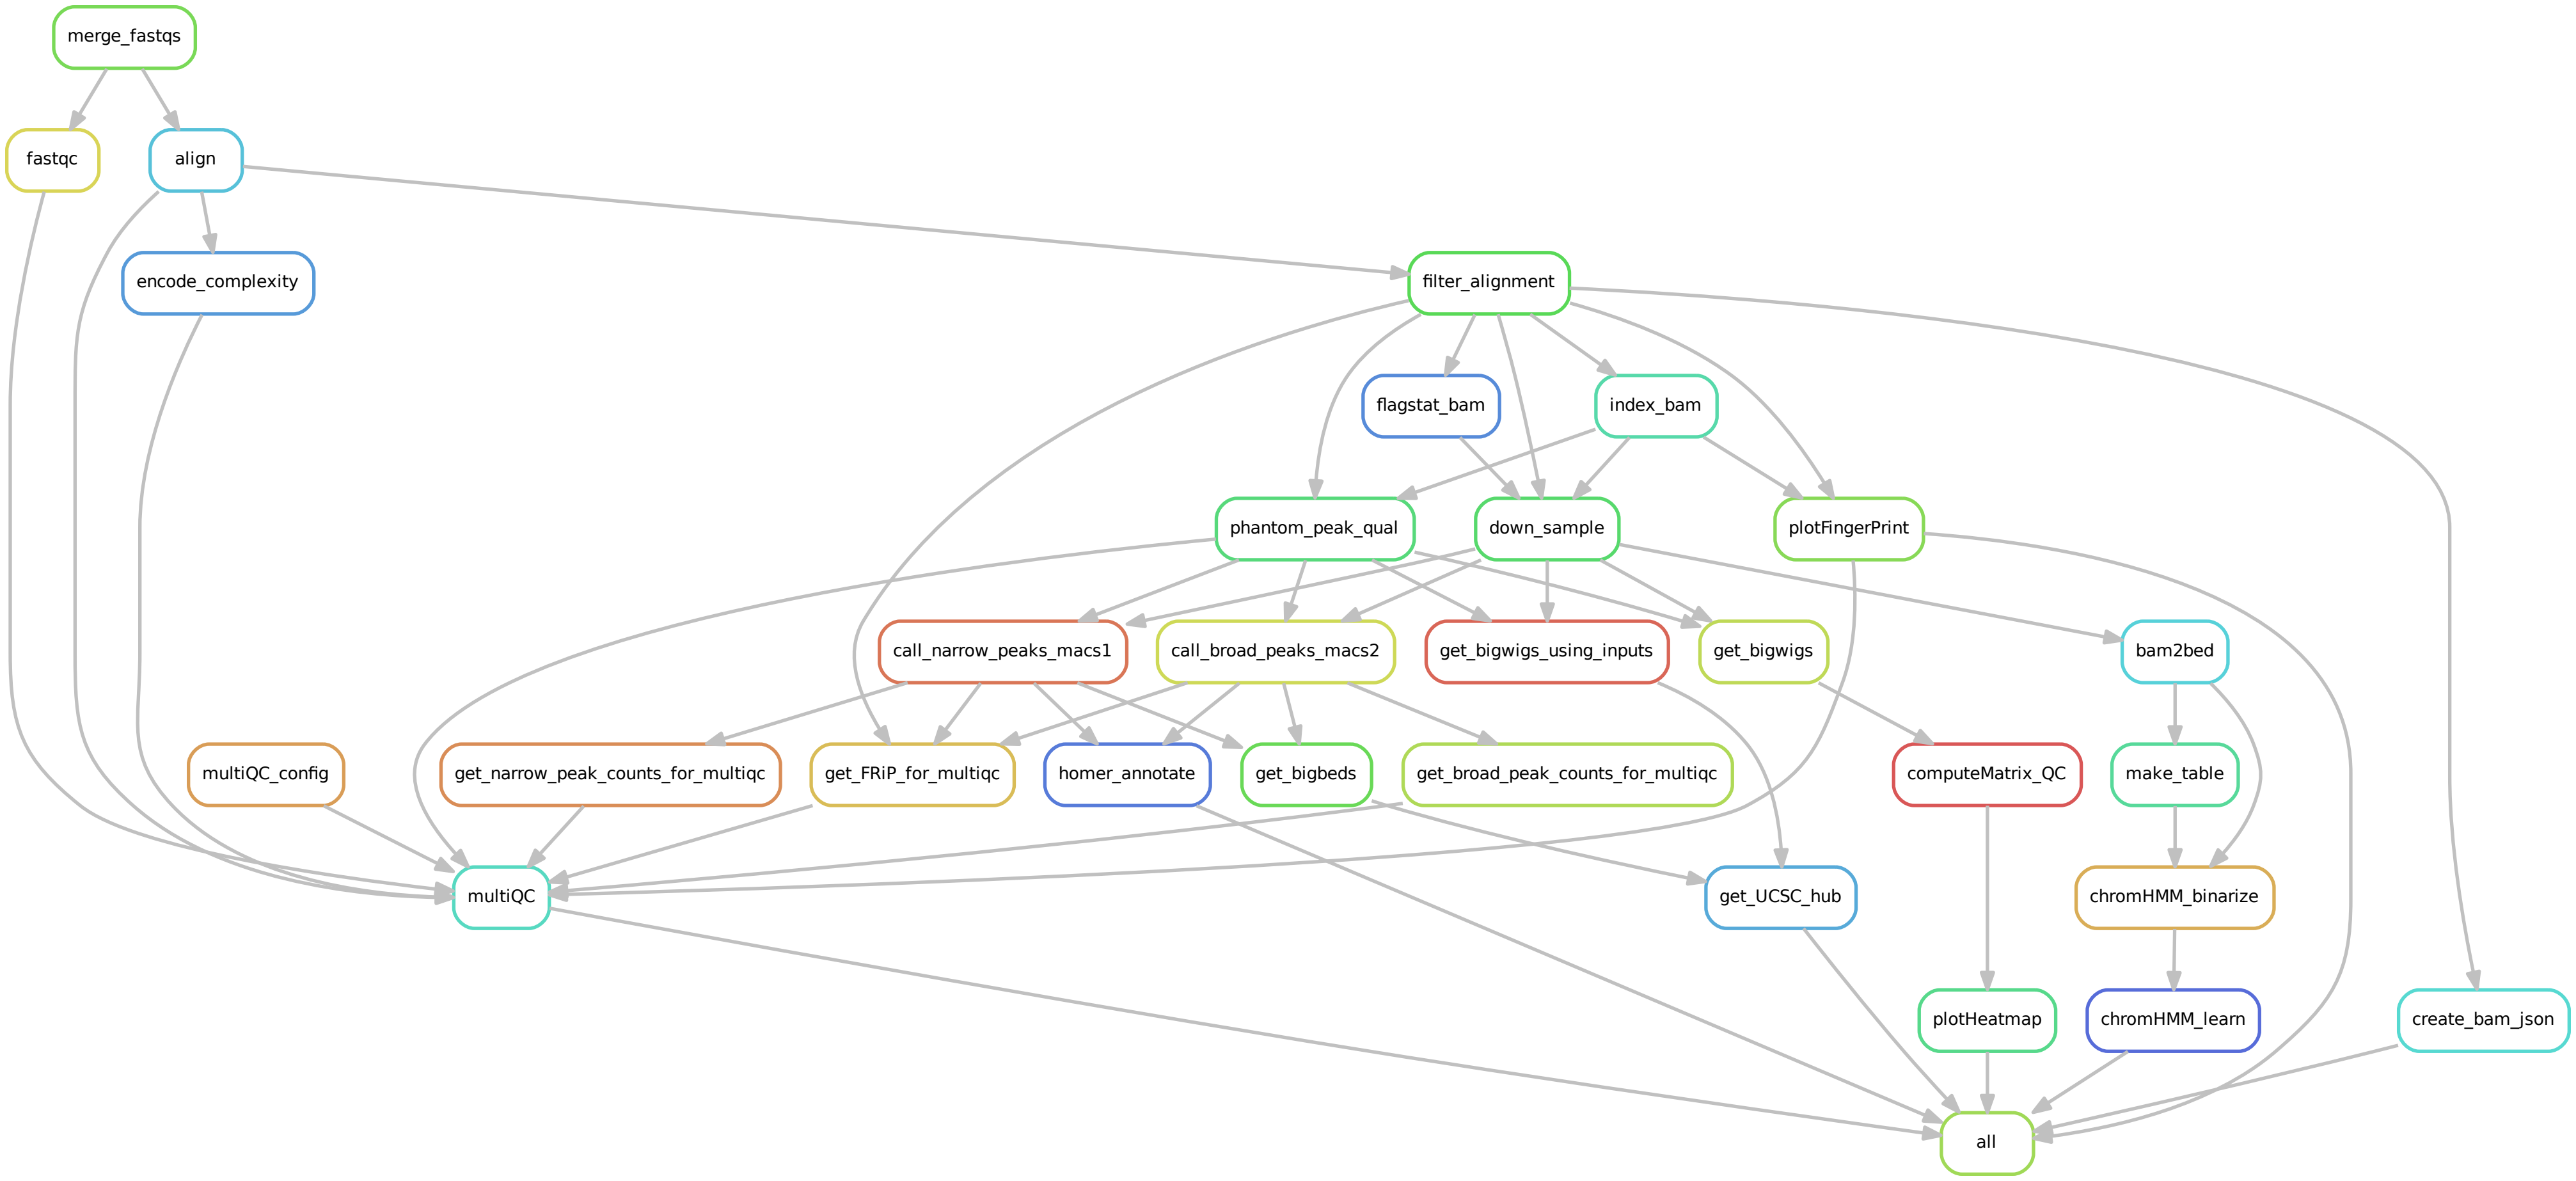 merge_fastqs
fastqc
align
encode_complexity
filter_alignment
flagstat_bam
index_bam
phantom_peak_qual
down_sample
plotFingerPrint
call_narrow_peaks_macs1
call_broad_peaks_macs2
get_bigwigs_using_inputs
get_bigwigs
bam2bed
multiQC_config
get_narrow_peak_counts_for_multiqc
get_FRiP_for_multiqc
homer_annotate
get_bigbeds
get_broad_peak_counts_for_multiqc
computeMatrix_QC
make_table
multiQC
get_UCSC_hub
chromHMM_binarize
plotHeatmap
chromHMM_learn
create_bam_json
all